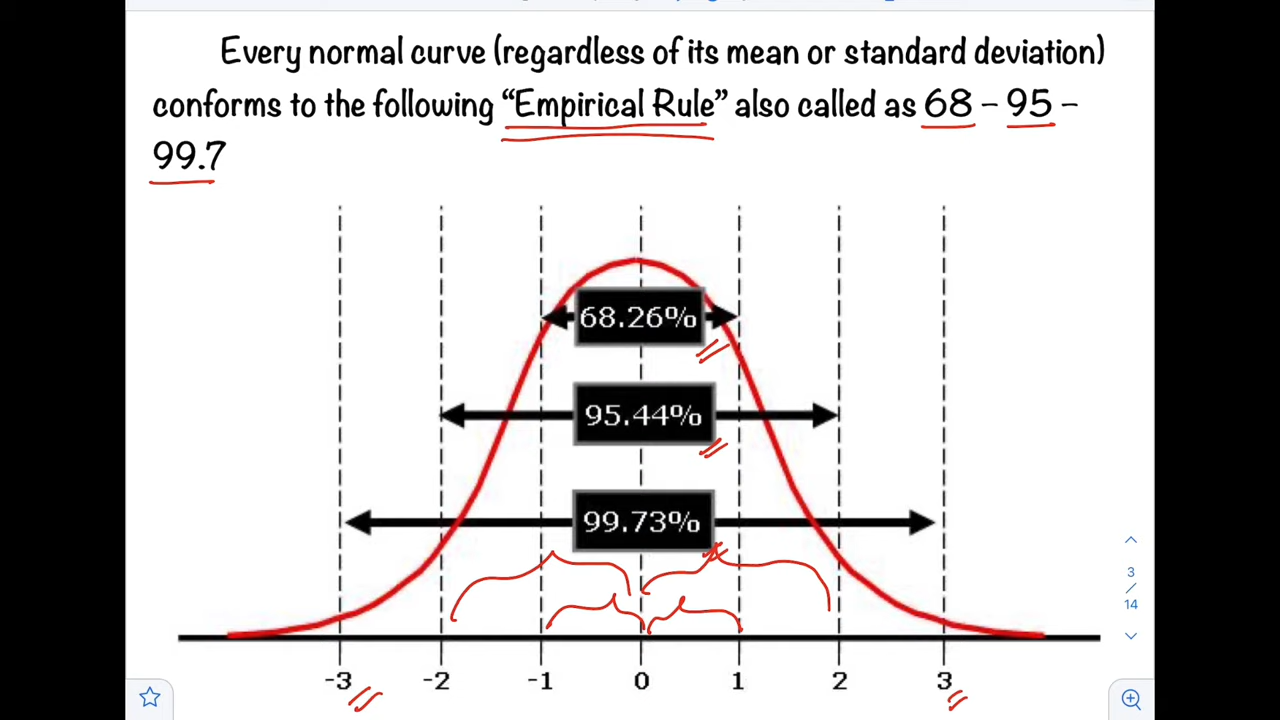 Every normal curve (regardless of its mean or standard deviation)
conforms to the following “Empirical Rule” also called as 68 – 95 –
99.7
68.26%
95.44%
99.73%
-3 -2 -1 0 1 2 3
3
/
14